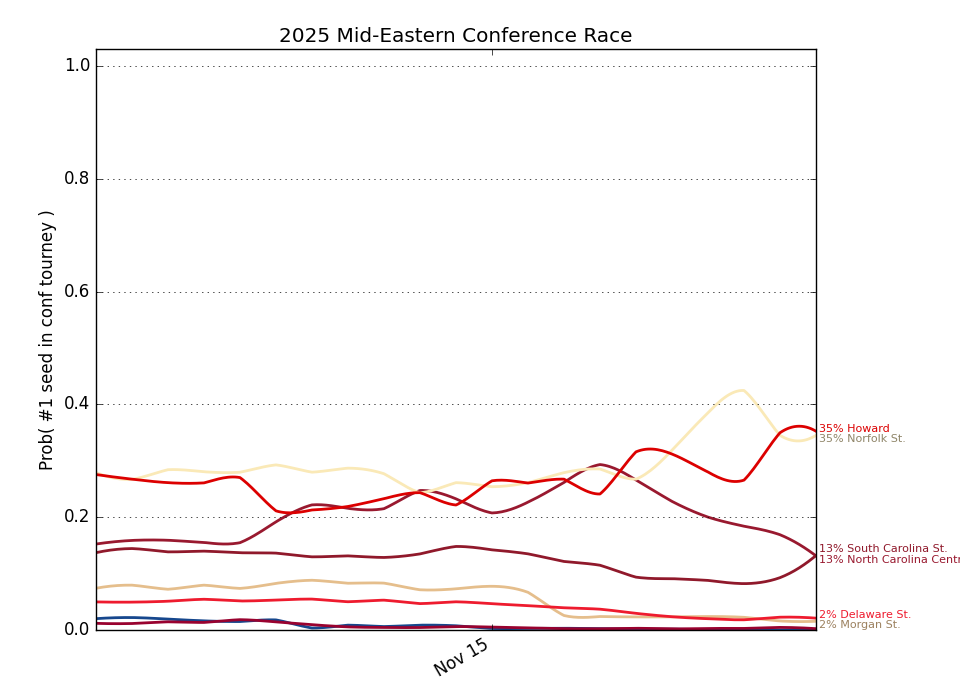 2025 Mid-Eastern Conference Race
1.0
0.8
0.6
0.4
0.2
0.0
Prob( #1 seed in conf tourney )
Nov 15
35% Howard
35% Norfolk St.
13% South Carolina St.
13% North Carolina Centr
2% Delaware St.
2% Morgan St.